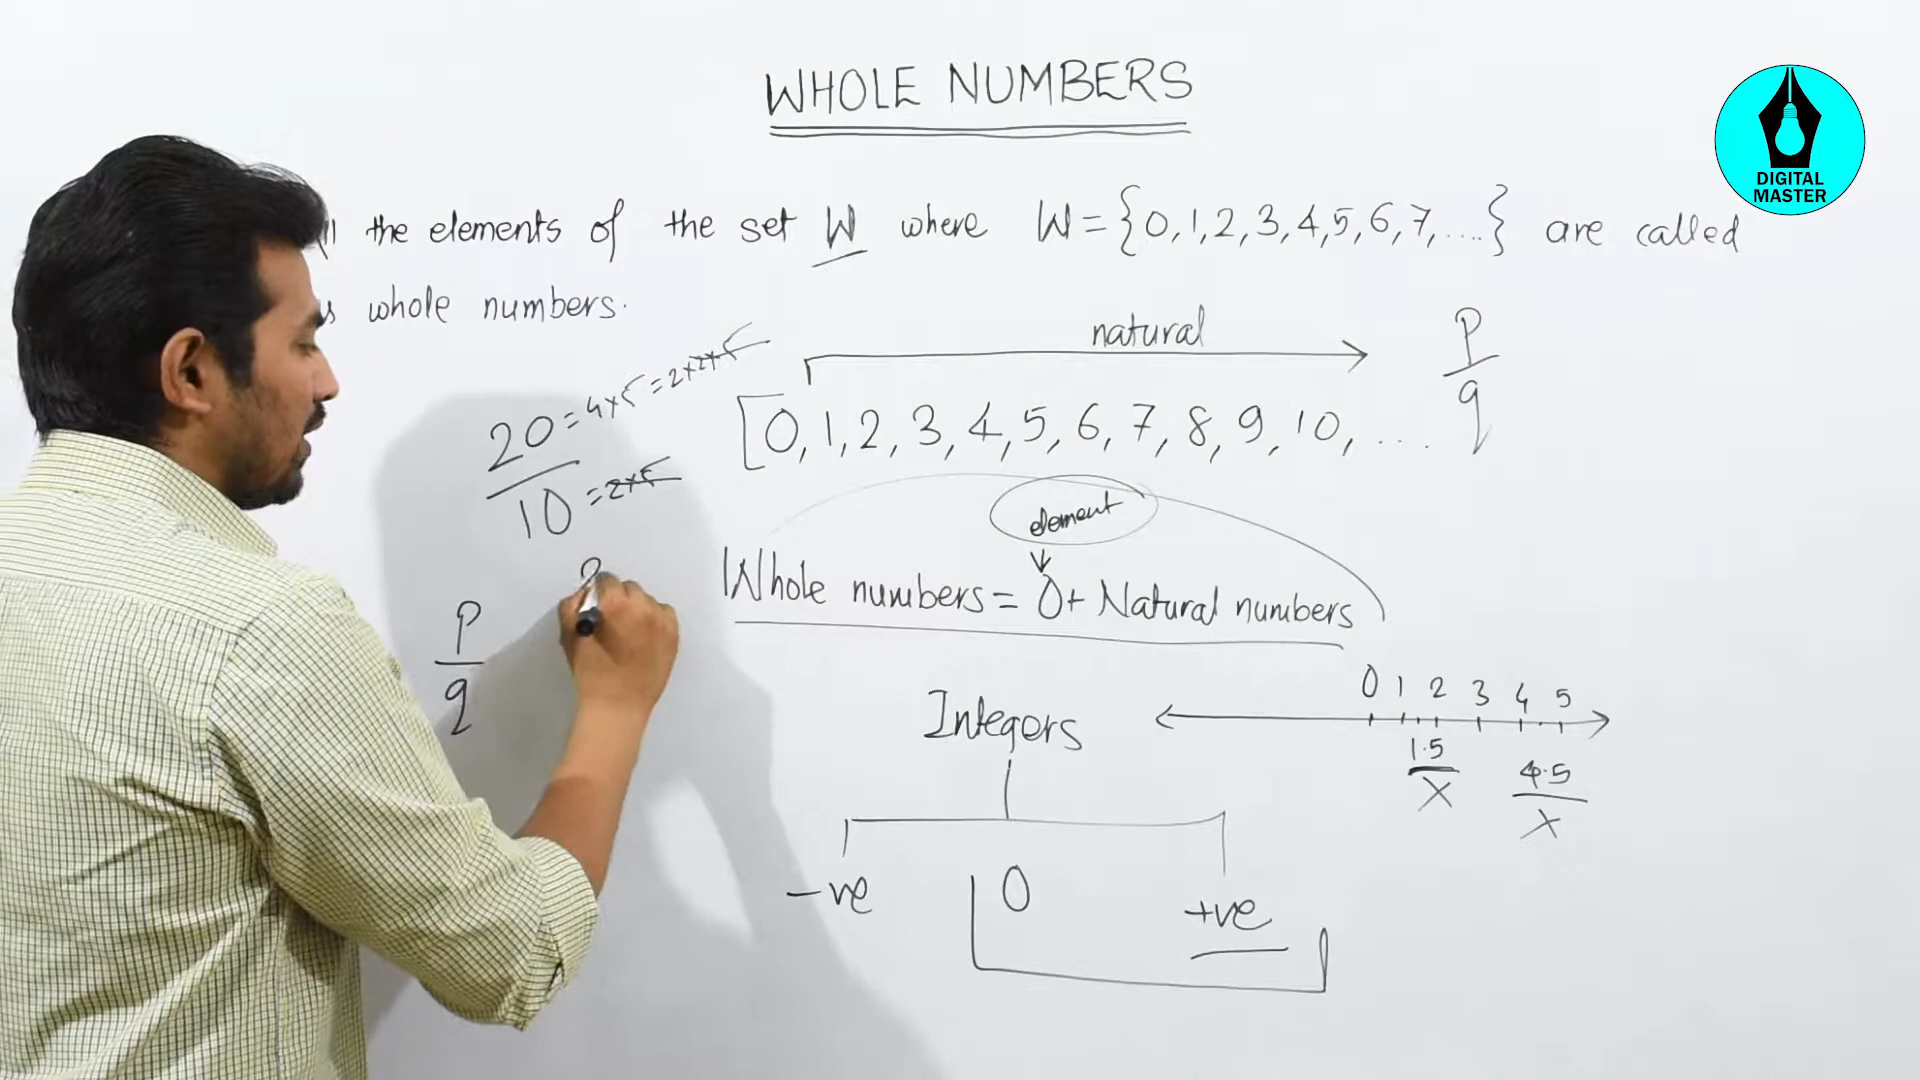 WHOLE NUMBERS
DIGITAL
MASTER
the elements of the set W where W = {0, 1, 2, 3, 4, 5, 6, 7, ....} are called
whole numbers.
natural
P
q
20 = 4×5 = 2×2×5
10 = 2×5
0, 1, 2, 3, 4, 5, 6, 7, 8, 9, 10, ....
element
Whole numbers = 0 + Natural numbers
P
q
0 1 2 3 4 5
1.5
X
4.5
X
Integers
-ve 0 +ve